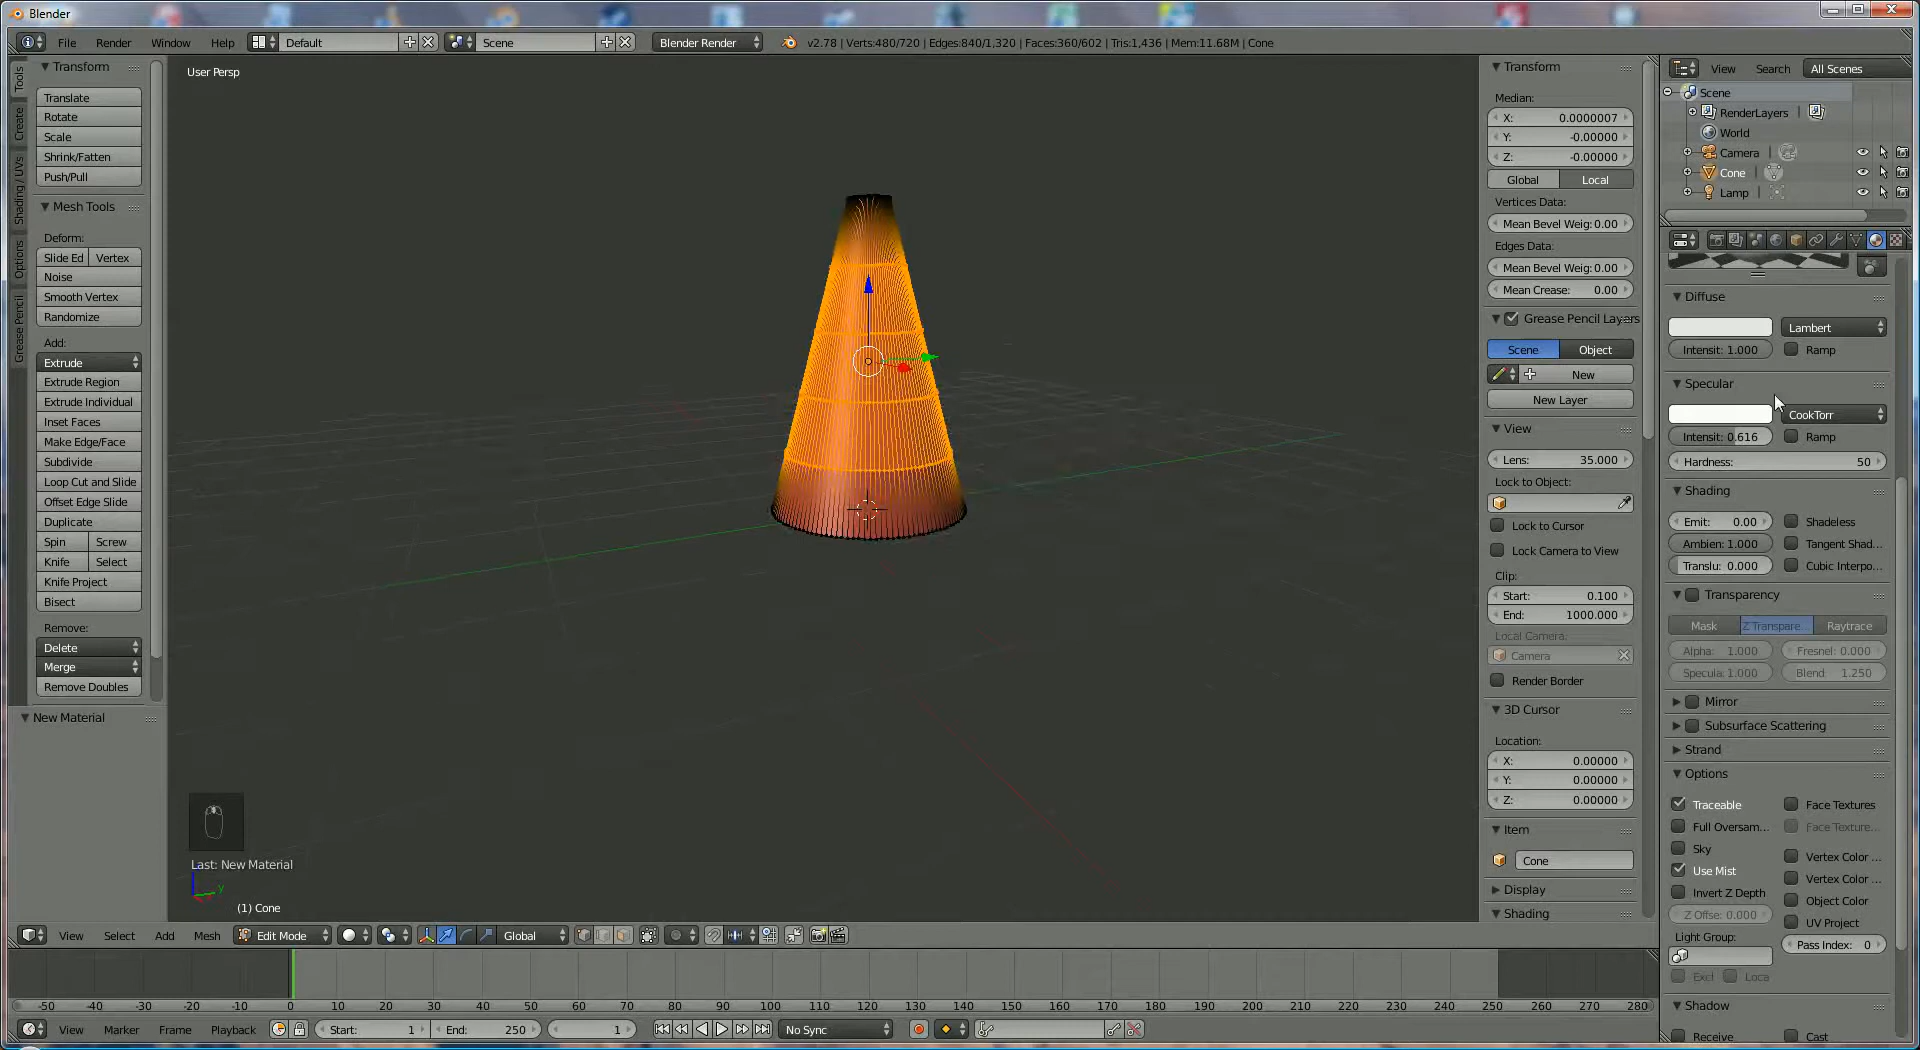 Blender
File Render Window Help Default Scene Blender Render v2.78 | Verts:480/720 | Edges:840/1,320 | Faces:360/602 | Tris:1,436 | Mem:11.68M | Cone
Tools
Create
Shading / UVs
Options
Grease Pencil
Transform
Translate
Rotate
Scale
Shrink/Fatten
Push/Pull
Mesh Tools
Deform:
Slide Ed Vertex
Noise
Smooth Vertex
Randomize
Add:
Extrude
Extrude Region
Extrude Individual
Inset Faces
Make Edge/Face
Subdivide
Loop Cut and Slide
Offset Edge Slide
Duplicate
Spin Screw
Knife Select
Knife Project
Bisect
Remove:
Delete
Merge
Remove Doubles
New Material
User Persp
Last: New Material
y
(1) Cone
Transform
Median:
X: 0.0000007
Y: -0.00000
Z: -0.00000
Global Local
Vertices Data:
Mean Bevel Weig: 0.00
Edges Data:
Mean Bevel Weig: 0.00
Mean Crease: 0.00
Grease Pencil Layers
Scene Object
New
New Layer
View
Lens: 35.000
Lock to Object:
Lock to Cursor
Lock Camera to View
Clip:
Start: 0.100
End: 1000.000
Local Camera:
Camera
Render Border
3D Cursor
Location:
X: 0.00000
Y: 0.00000
Z: 0.00000
Item
Cone
Display
Shading
View Search All Scenes
Scene
RenderLayers
World
Camera
Cone
Lamp
Diffuse
Lambert
Intensit: 1.000 Ramp
Specular
CookTorr
Intensit: 0.616 Ramp
Hardness: 50
Shading
Emit: 0.00 Shadeless
Ambien: 1.000 Tangent Shad...
Translu: 0.000 Cubic Interpo...
Transparency
Mask Z Transpare... Raytrace
Alpha: 1.000 Fresnel: 0.000
Specula: 1.000 Blend: 1.250
Mirror
Subsurface Scattering
Strand
Options
Traceable Face Textures
Full Oversam... Face Texture...
Sky Vertex Color ...
Use Mist Vertex Color ...
Invert Z Depth Object Color
Z Offse: 0.000 UV Project
Light Group: Pass Index: 0
Excl Loca
Shadow
Receive Cast
View Select Add Mesh Edit Mode Global
-50 -40 -30 -20 -10 0 10 20 30 40 50 60 70 80 90 100 110 120 130 140 150 160 170 180 190 200 210 220 230 240 250 260 270 280
View Marker Frame Playback Start: 1 End: 250 1 No Sync